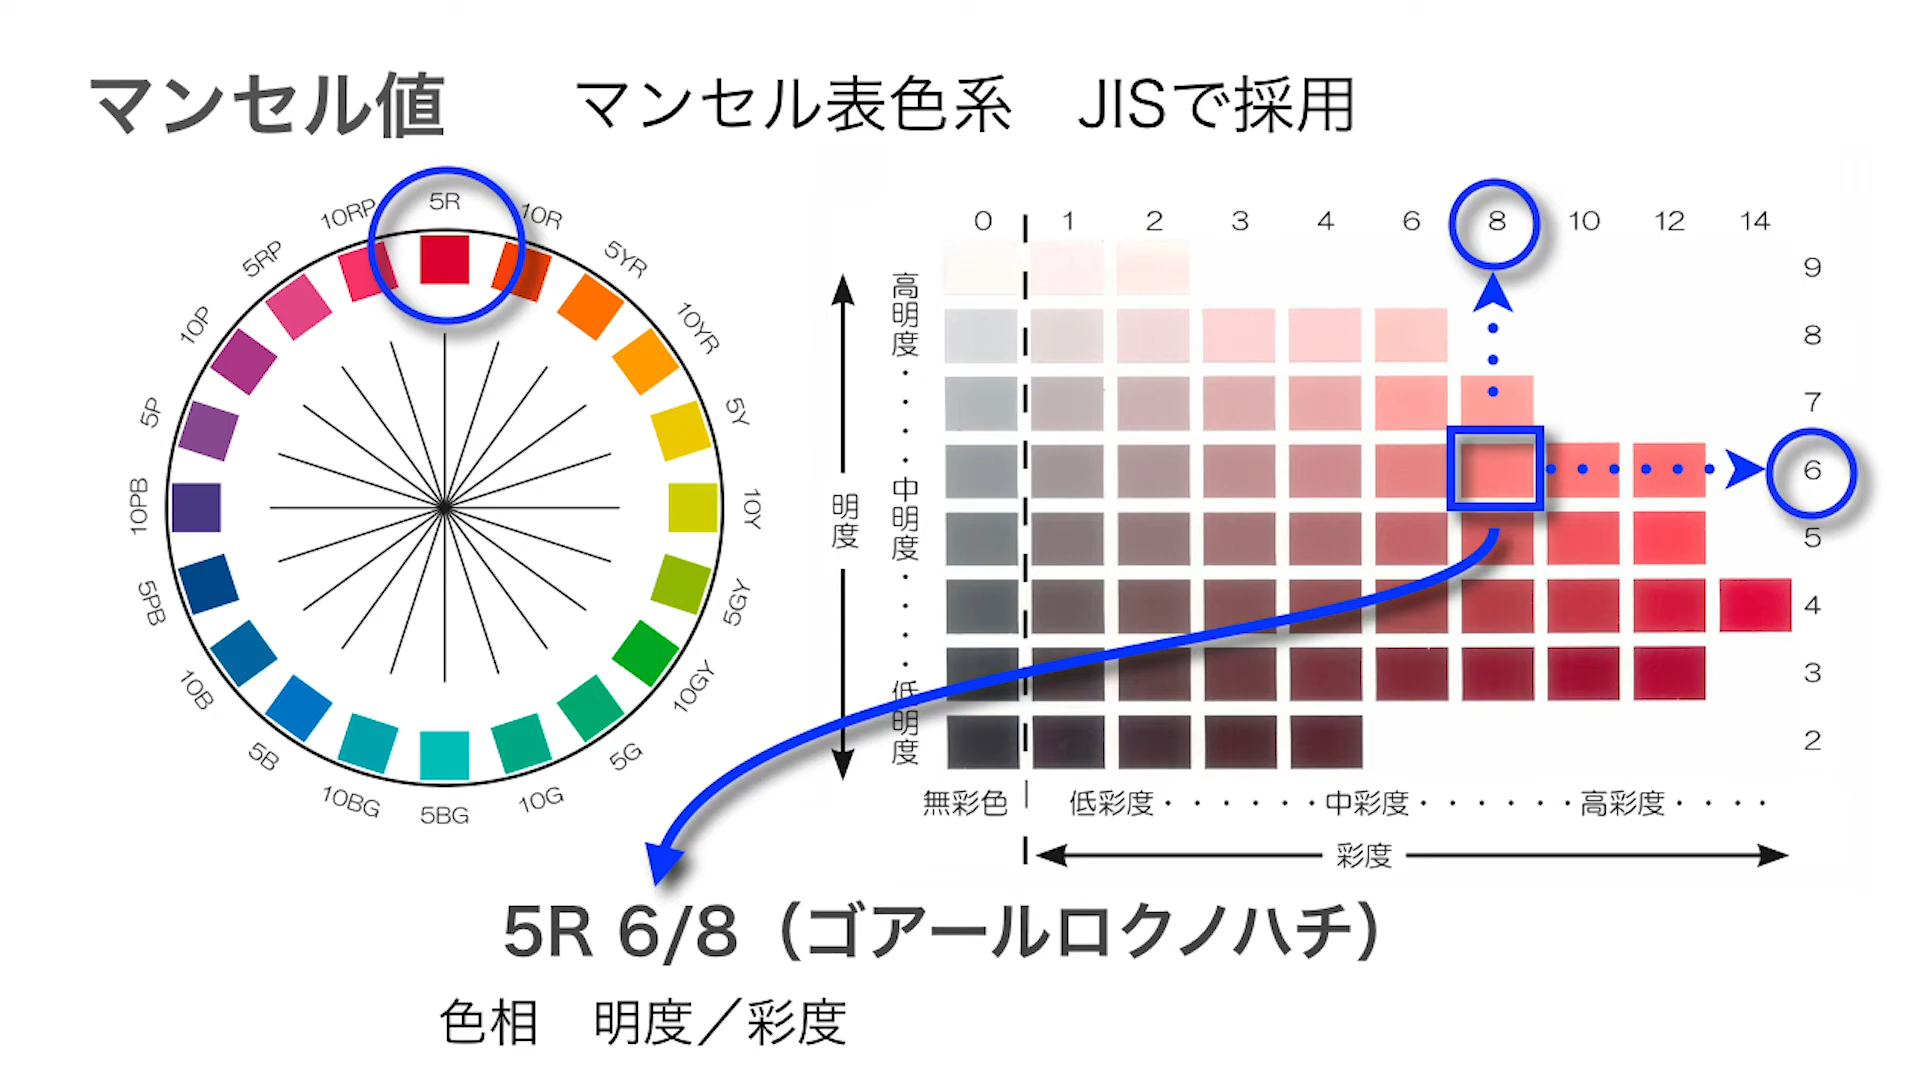 マンセル値
マンセル表色系　JISで採用
5R
10R
5YR
10YR
5Y
10Y
5GY
10GY
5G
10G
5BG
10BG
5B
10B
5PB
10PB
5P
10P
5RP
10RP
0 1 2 3 4 6 8 10 12 14
9
8
7
6
5
4
3
2
明度
高明度・・・・中明度・・・・低明度
無彩色
低彩度・・・・・・中彩度・・・・・・高彩度・・・・
彩度
5R 6/8（ゴアールロクノハチ）
色相　明度／彩度